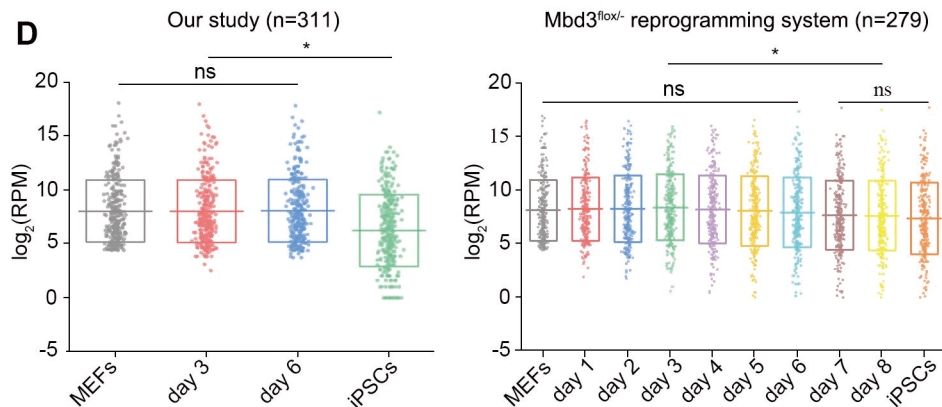 D
Our study (n=311)
*
ns
20
15
10
5
0
-5
log2(RPM)
MEFs
day 3
day 6
iPSCs
Mbd3flox/- reprogramming system (n=279)
*
ns
ns
20
15
10
5
0
-5
log2(RPM)
MEFs
day 1
day 2
day 3
day 4
day 5
day 6
day 7
day 8
iPSCs